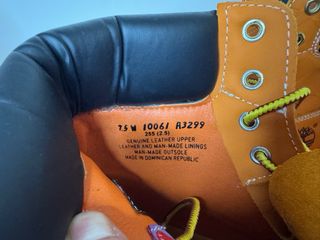 7.5 W 10061 A3299
255 (2.5)
GENUINE LEATHER UPPER
LEATHER AND MAN-MADE LININGS
MAN-MADE OUTSOLE
MADE IN DOMINICAN REPUBLIC